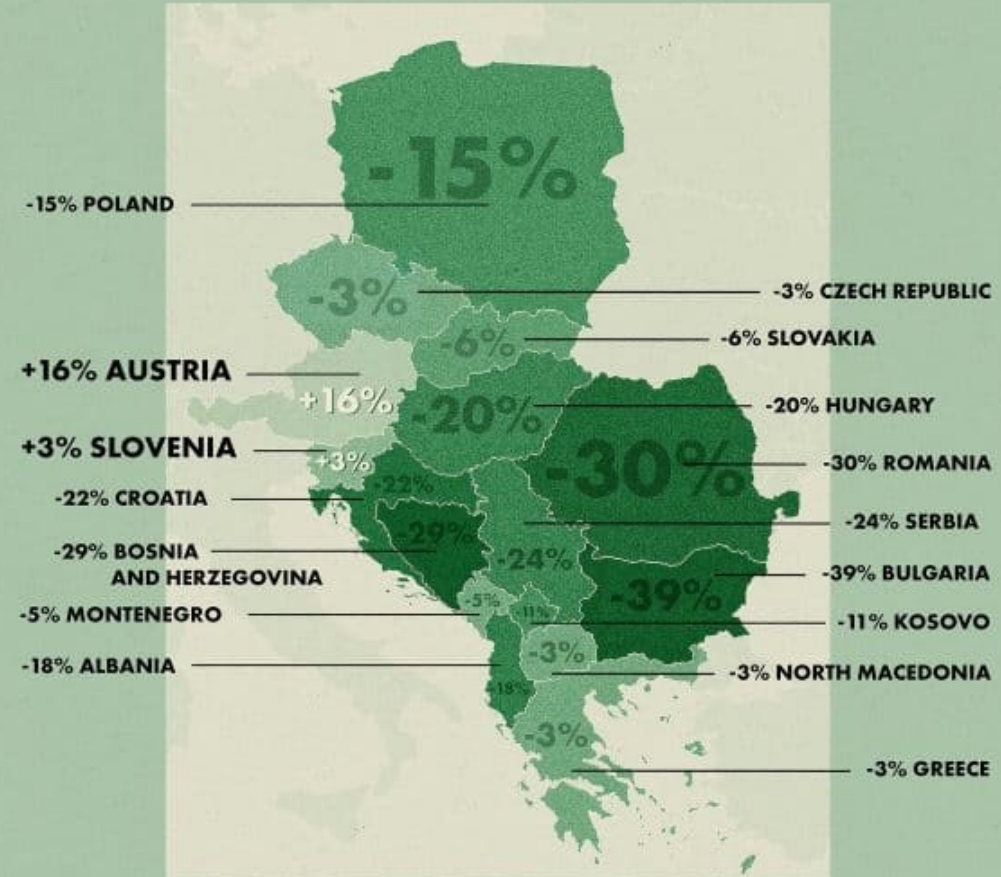 -15%
-15% POLAND
-3%
-3% CZECH REPUBLIC
-6%
-6% SLOVAKIA
+16% AUSTRIA
+16%
-20%
-20% HUNGARY
+3% SLOVENIA
+3%
-30%
-30% ROMANIA
-22%
-22% CROATIA
-24% SERBIA
-29%
-29% BOSNIA
AND HERZEGOVINA
-24%
-39%
-39% BULGARIA
-5%
-5% MONTENEGRO
-11%
-11% KOSOVO
-3%
-18% ALBANIA
-3% NORTH MACEDONIA
-18%
-3%
-3% GREECE